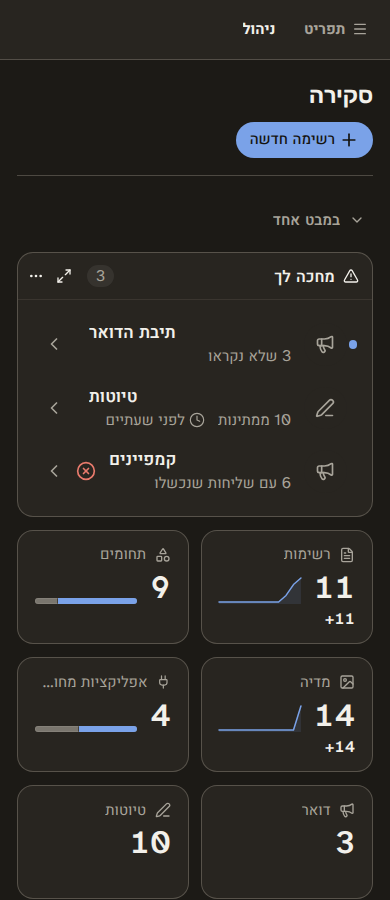 תפריט
ניהול
סקירה
רשימה חדשה
במבט אחד
מחכה לך
3
תיבת הדואר
3 שלא נקראו
טיוטות
10 ממתינות
לפני שעתיים
קמפיינים
6 עם שליחות שנכשלו
רשימות
11
+11
תחומים
9
מדיה
14
+14
אפליקציות מחו...
4
דואר
3
טיוטות
10